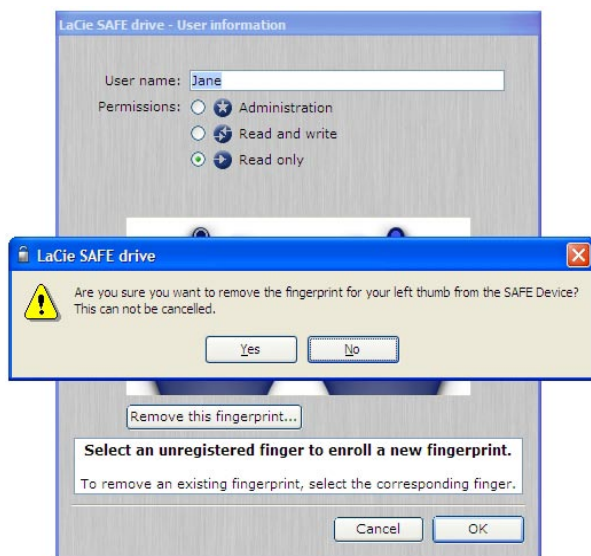 LaCie SAFE drive - User information
User name: Jane
Permissions: Administration
Read and write
Read only
LaCie SAFE drive
Are you sure you want to remove the fingerprint for your left thumb from the SAFE Device?
This can not be cancelled.
Yes No
Remove this fingerprint...
Select an unregistered finger to enroll a new fingerprint.
To remove an existing fingerprint, select the corresponding finger.
Cancel OK